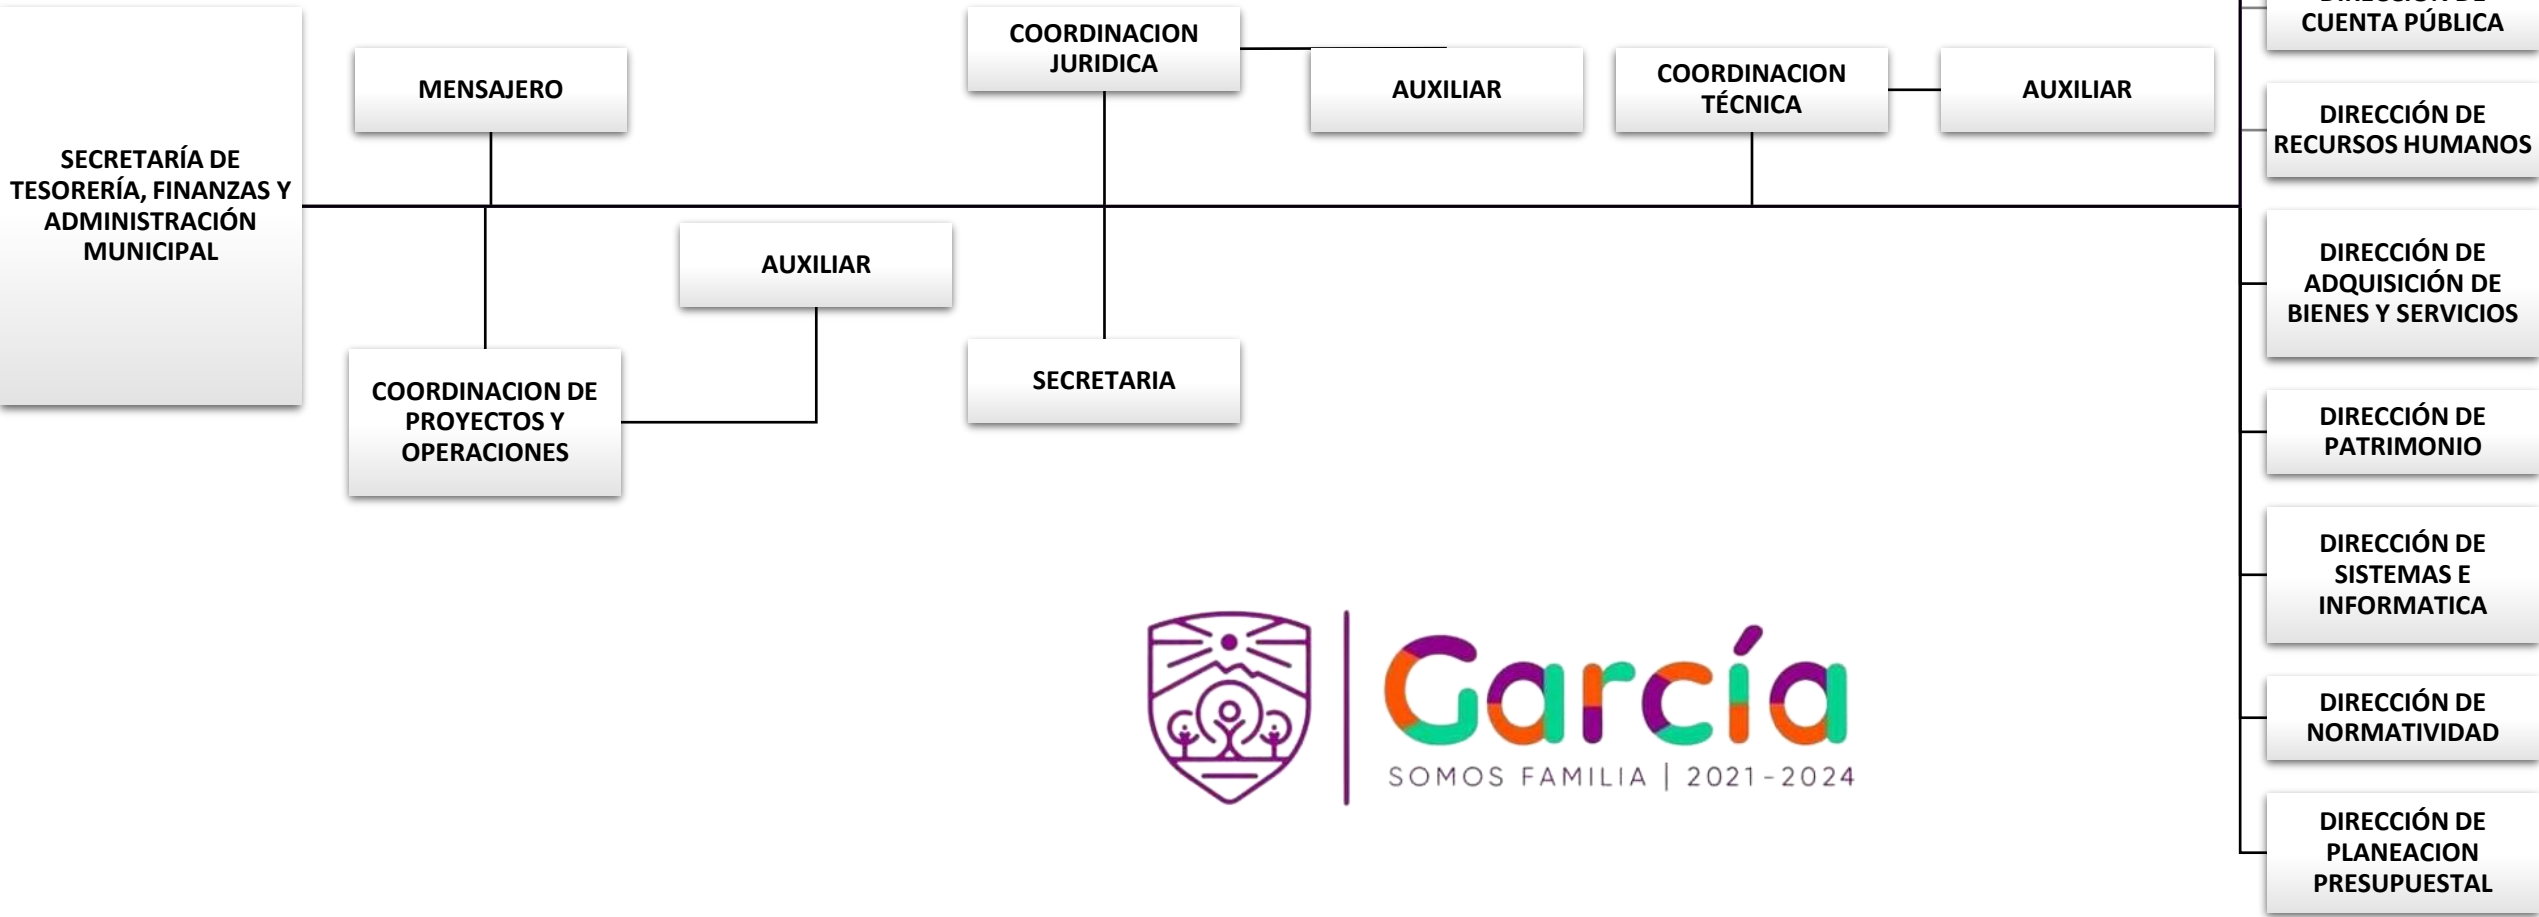 SECRETARÍA DE
TESORERÍA, FINANZAS Y
ADMINISTRACIÓN
MUNICIPAL
MENSAJERO
COORDINACION DE
PROYECTOS Y
OPERACIONES
AUXILIAR
COORDINACION
JURIDICA
AUXILIAR
SECRETARIA
COORDINACION
TÉCNICA
AUXILIAR
DIRECCIÓN DE
CUENTA PÚBLICA
DIRECCIÓN DE
RECURSOS HUMANOS
DIRECCIÓN DE
ADQUISICIÓN DE
BIENES Y SERVICIOS
DIRECCIÓN DE
PATRIMONIO
DIRECCIÓN DE
SISTEMAS E
INFORMATICA
DIRECCIÓN DE
NORMATIVIDAD
DIRECCIÓN DE
PLANEACION
PRESUPUESTAL
García
SOMOS FAMILIA | 2021-2024